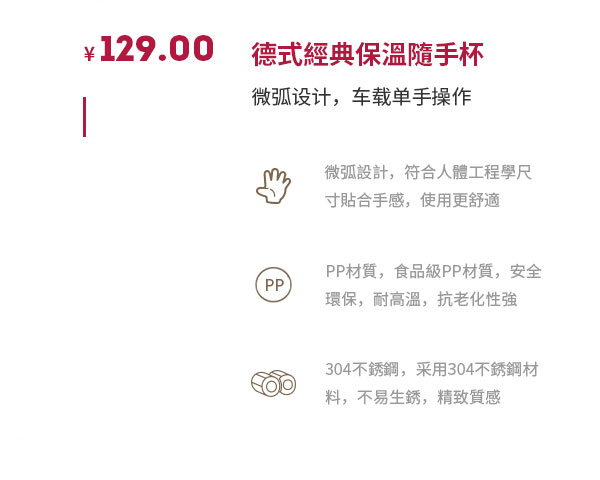 ¥129.00
德式經典保溫隨手杯
微弧设计，车载单手操作
微弧設計，符合人體工程學尺
寸貼合手感，使用更舒適
PP
PP材質，食品級PP材質，安全
環保，耐高溫，抗老化性強
304不銹鋼，采用304不銹鋼材
料，不易生銹，精致質感